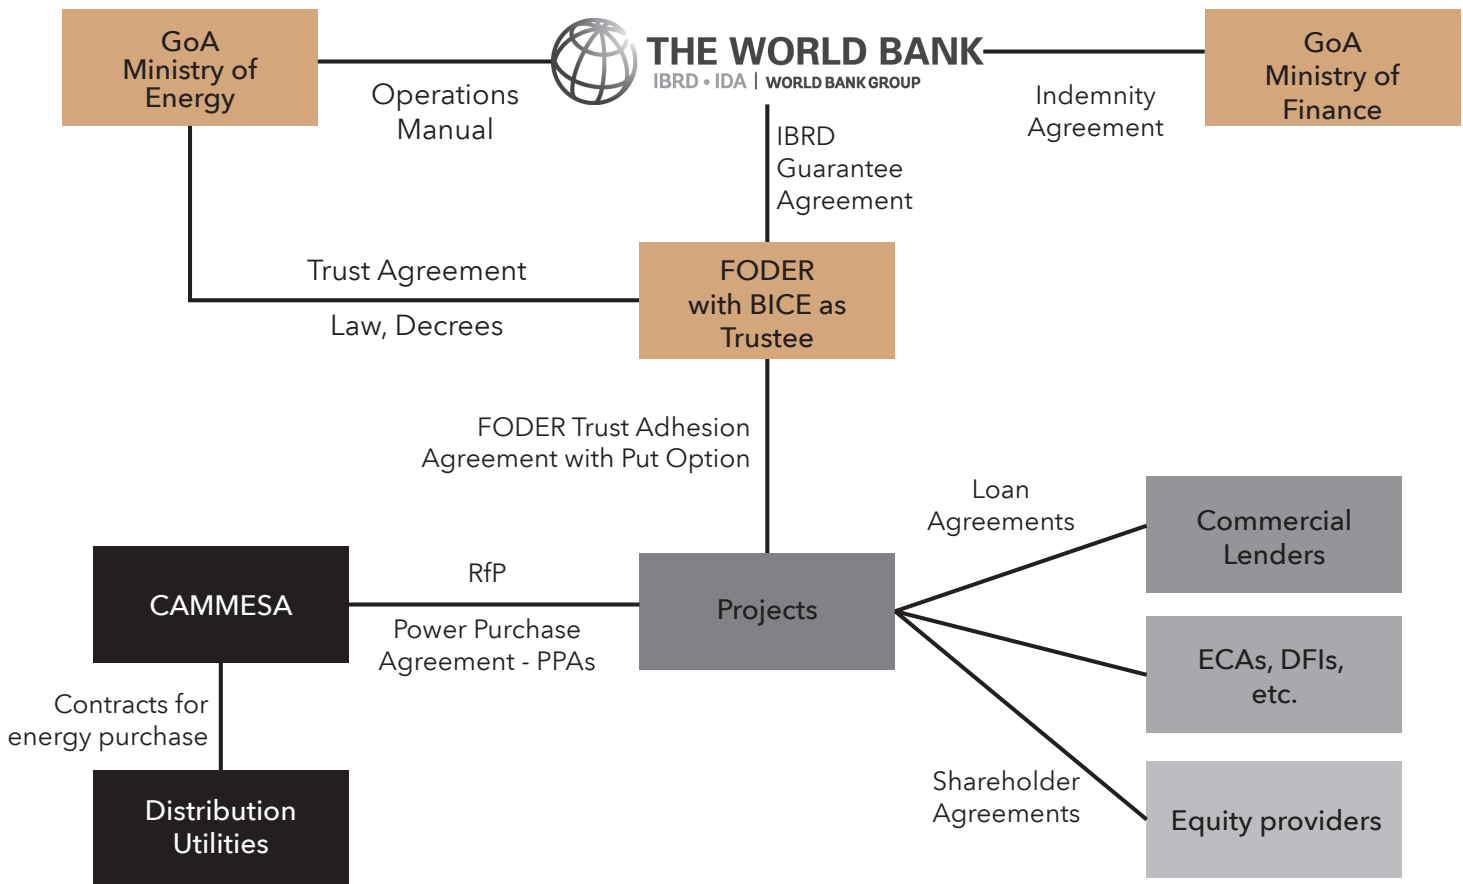 GoA
Ministry of
Energy
Operations
Manual
THE WORLD BANK
IBRD • IDA | WORLD BANK GROUP
Indemnity
Agreement
GoA
Ministry of
Finance
IBRD
Guarantee
Agreement
Trust Agreement
Law, Decrees
FODER
with BICE as
Trustee
FODER Trust Adhesion
Agreement with Put Option
Loan
Agreements
Commercial
Lenders
CAMMESA
RfP
Power Purchase
Agreement - PPAs
Projects
ECAs, DFIs,
etc.
Contracts for
energy purchase
Shareholder
Agreements
Equity providers
Distribution
Utilities